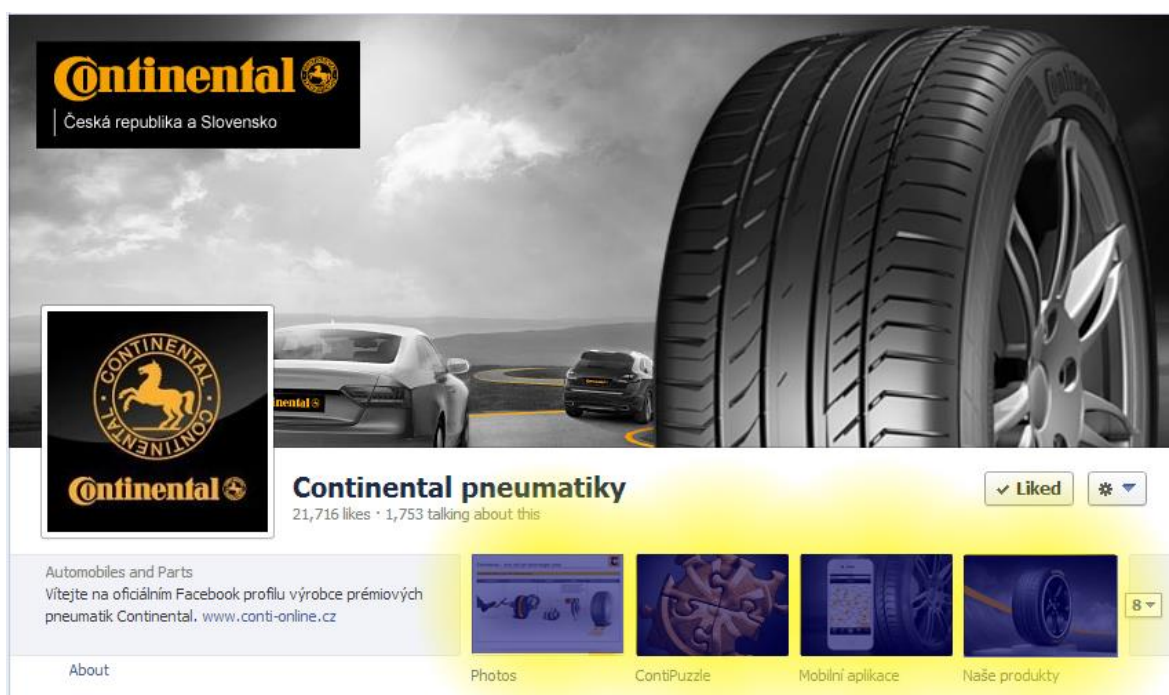 Continental
Česká republika a Slovensko
Continental
CONTINENTAL · CONTINENTAL ·
Continental
Continental pneumatiky
21,716 likes · 1,753 talking about this
Liked
Automobiles and Parts
Vítejte na oficiálním Facebook profilu výrobce prémiových
pneumatik Continental. www.conti-online.cz
8
About
Photos
ContiPuzzle
Mobilní aplikace
Naše produkty